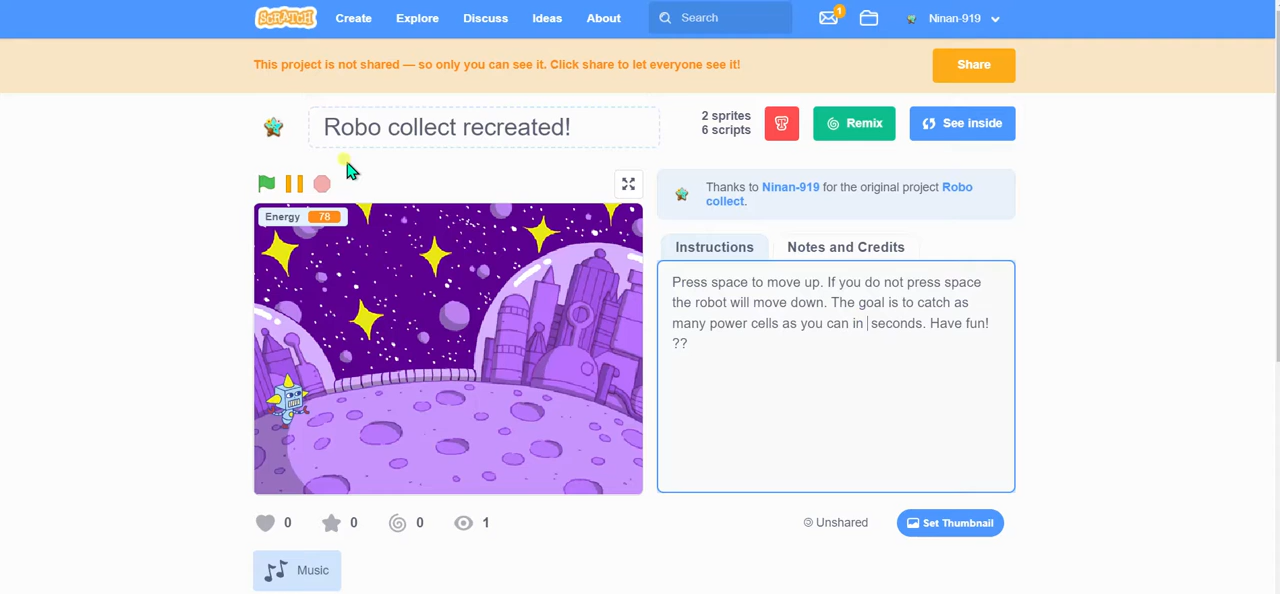 SCRATCH Create Explore Discuss Ideas About Search 1 Ninan-919
This project is not shared — so only you can see it. Click share to let everyone see it! Share
Robo collect recreated!
2 sprites
6 scripts
Remix
See inside
Thanks to Ninan-919 for the original project Robo
collect.
Energy 78
Instructions Notes and Credits
Press space to move up. If you do not press space
the robot will move down. The goal is to catch as
many power cells as you can in seconds. Have fun!
??
0 0 0 1
Unshared Set Thumbnail
Music